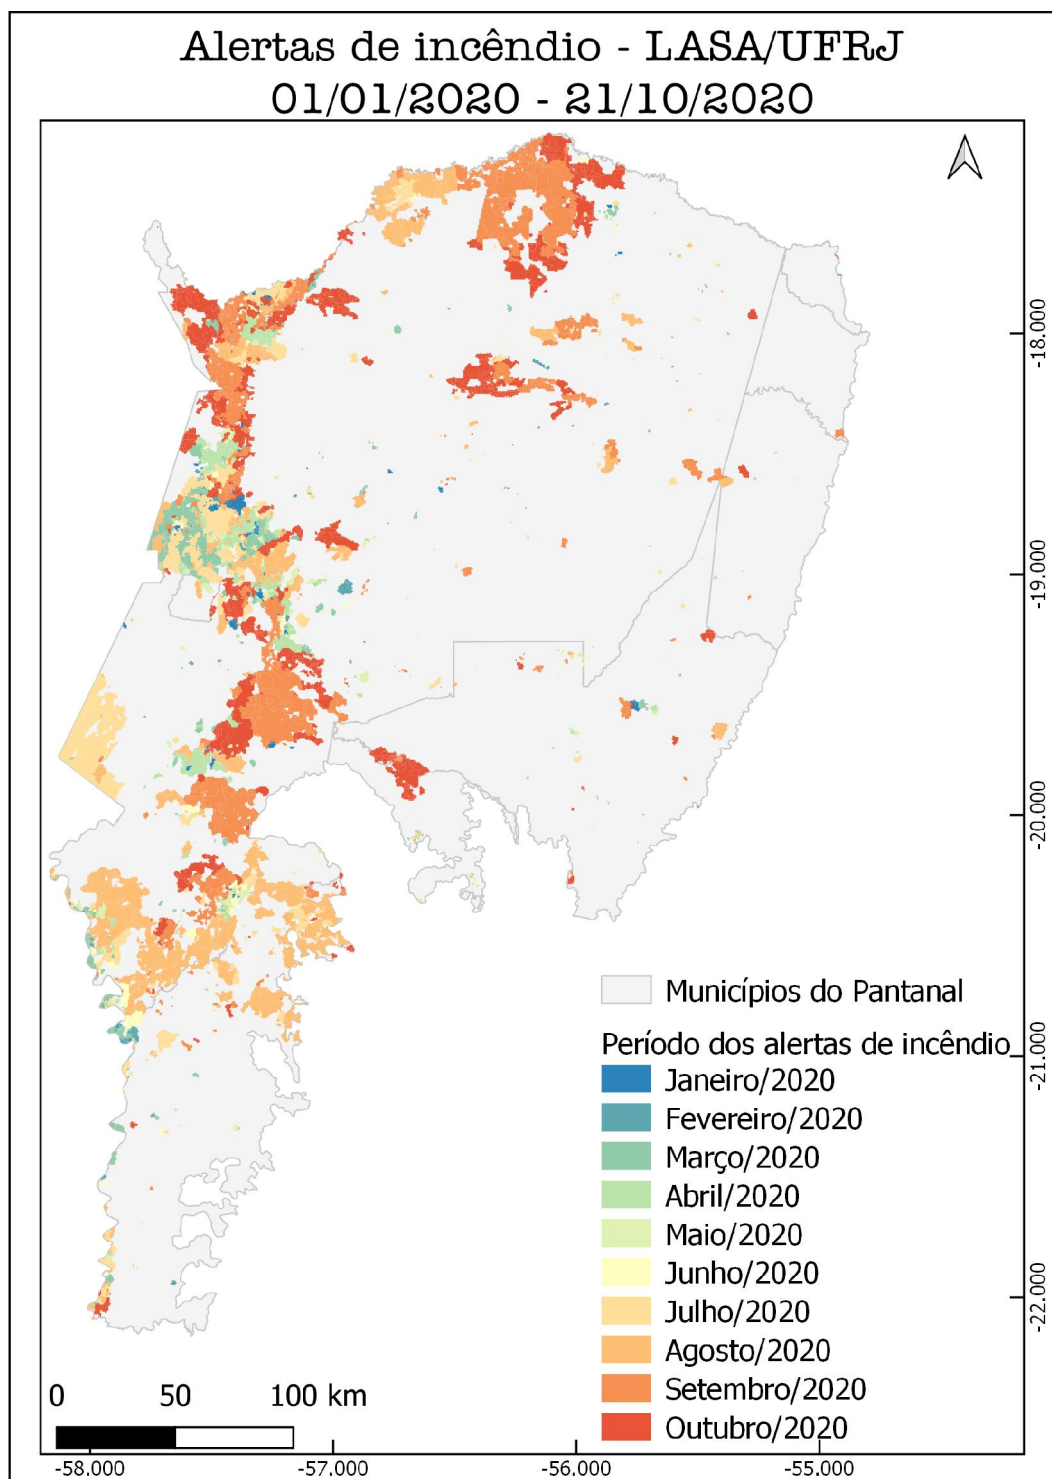 Alertas de incêndio - LASA/UFRJ
01/01/2020 - 21/10/2020
-18.000
-19.000
-20.000
-21.000
-22.000
Municípios do Pantanal
Período dos alertas de incêndio
Janeiro/2020
Fevereiro/2020
Março/2020
Abril/2020
Maio/2020
Junho/2020
Julho/2020
Agosto/2020
Setembro/2020
Outubro/2020
0 50 100 km
-58.000 -57.000 -56.000 -55.000